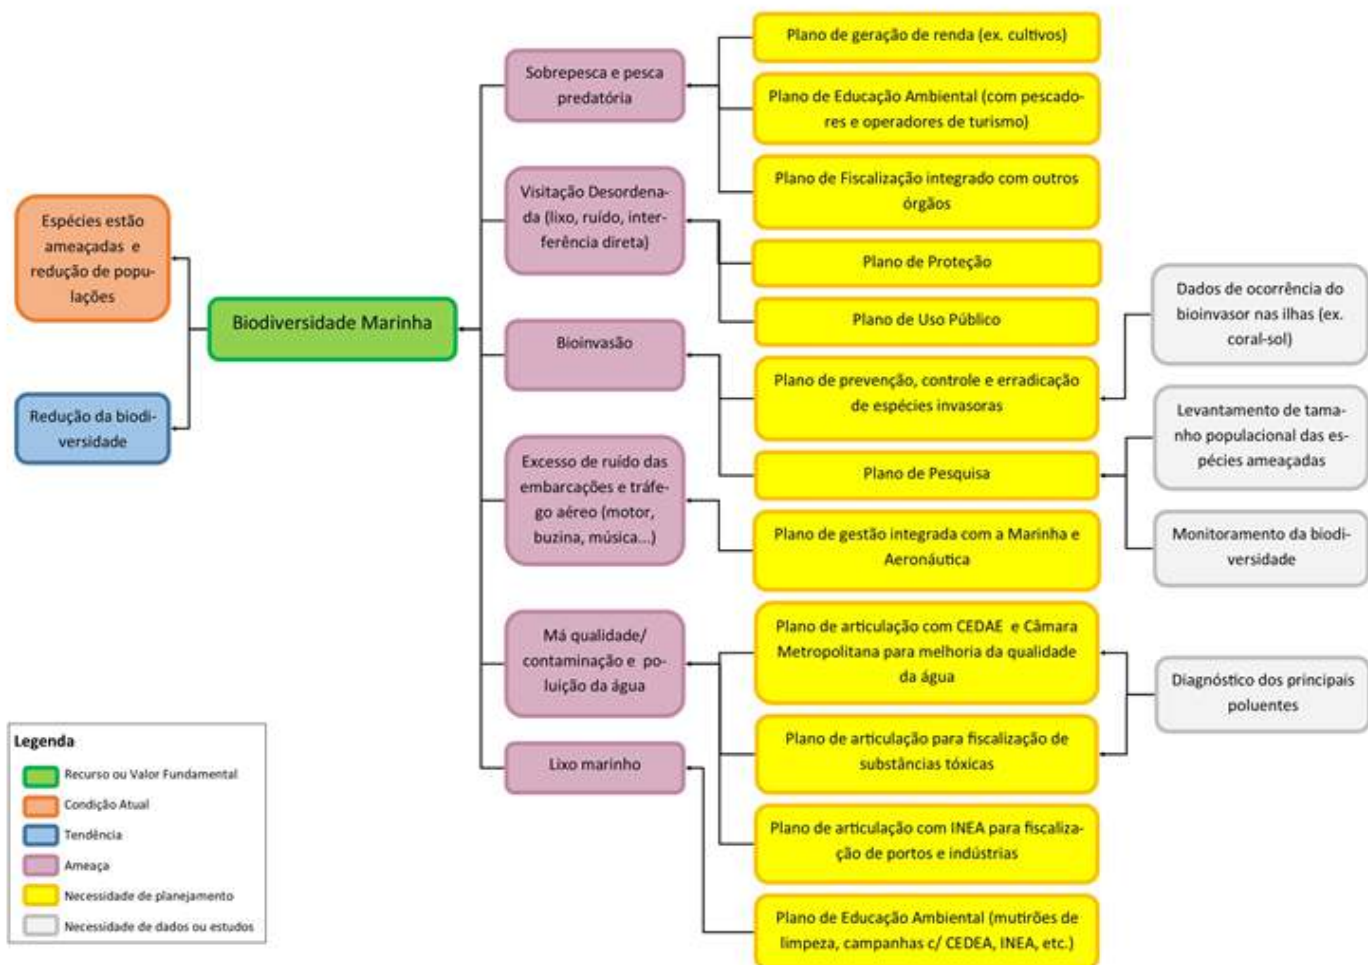 Plano de geração de renda (ex. cultivos)
Sobrepesca e pesca
predatória
Plano de Educação Ambiental (com pescado-
res e operadores de turismo)
Plano de Fiscalização integrado com outros
órgãos
Visitação Desordena-
da (lixo, ruído, inter-
ferência direta)
Espécies estão
ameaçadas e
redução de popu-
lações
Plano de Proteção
Plano de Uso Público
Dados de ocorrência do
bioinvasor nas ilhas (ex.
coral-sol)
Biodiversidade Marinha
Bioinvasão
Plano de prevenção, controle e erradicação
de espécies invasoras
Redução da biodi-
versidade
Levantamento de tama-
nho populacional das es-
pécies ameaçadas
Excesso de ruído das
embarcações e tráfe-
go aéreo (motor,
buzina, música...)
Plano de Pesquisa
Plano de gestão integrada com a Marinha e
Aeronáutica
Monitoramento da biodi-
versidade
Má qualidade/
contaminação e po-
luição da água
Plano de articulação com CEDAE e Câmara
Metropolitana para melhoria da qualidade
da água
Diagnóstico dos principais
poluentes
Plano de articulação para fiscalização de
substâncias tóxicas
Lixo marinho
Plano de articulação com INEA para fiscaliza-
ção de portos e indústrias
Plano de Educação Ambiental (mutirões de
limpeza, campanhas c/ CEDEA, INEA, etc.)
Legenda
Recurso ou Valor Fundamental
Condição Atual
Tendência
Ameaça
Necessidade de planejamento
Necessidade de dados ou estudos